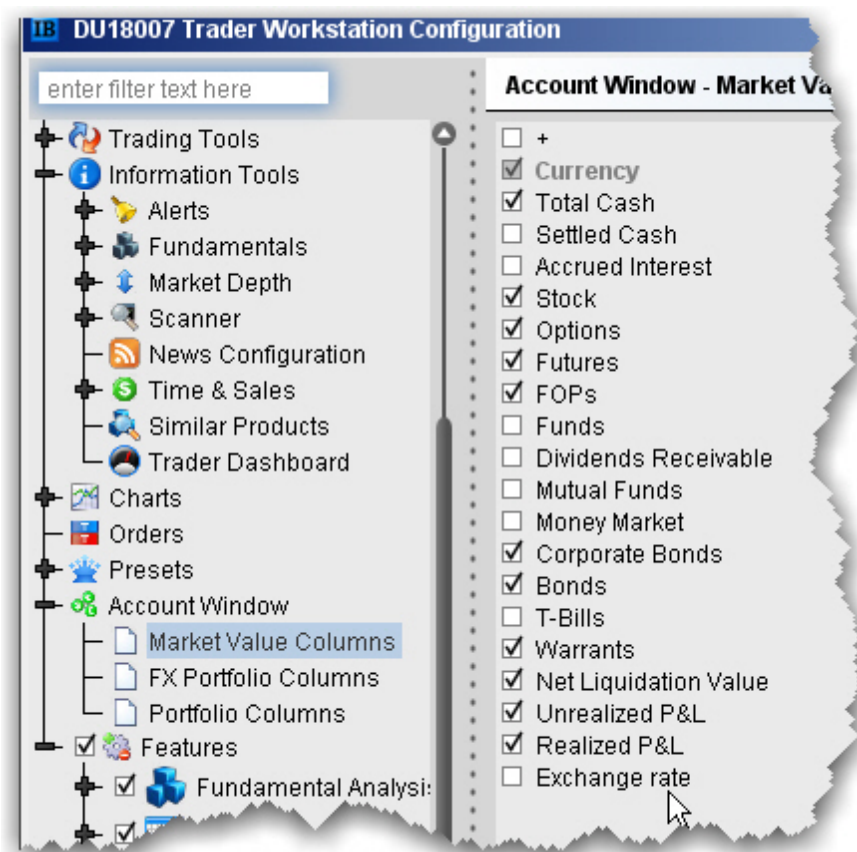 IB DU18007 Trader Workstation Configuration
enter filter text here
Trading Tools
Information Tools
Alerts
Fundamentals
Market Depth
Scanner
News Configuration
Time & Sales
Similar Products
Trader Dashboard
Charts
Orders
Presets
Account Window
Market Value Columns
FX Portfolio Columns
Portfolio Columns
Features
Fundamental Analysi
Account Window - Market Va
+
Currency
Total Cash
Settled Cash
Accrued Interest
Stock
Options
Futures
FOPs
Funds
Dividends Receivable
Mutual Funds
Money Market
Corporate Bonds
Bonds
T-Bills
Warrants
Net Liquidation Value
Unrealized P&L
Realized P&L
Exchange rate